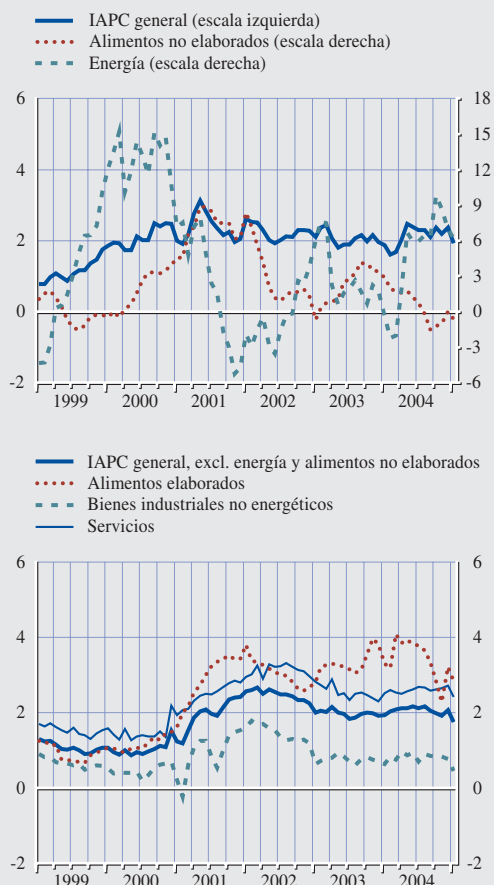 IAPC general (escala izquierda)
Alimentos no elaborados (escala derecha)
Energía (escala derecha)
6 18
15
4 12
9
2 6
3
0 0
-3
-2 -6
1999 2000 2001 2002 2003 2004
IAPC general, excl. energía y alimentos no elaborados
Alimentos elaborados
Bienes industriales no energéticos
Servicios
6 6
4 4
2 2
0 0
-2 -2
1999 2000 2001 2002 2003 2004